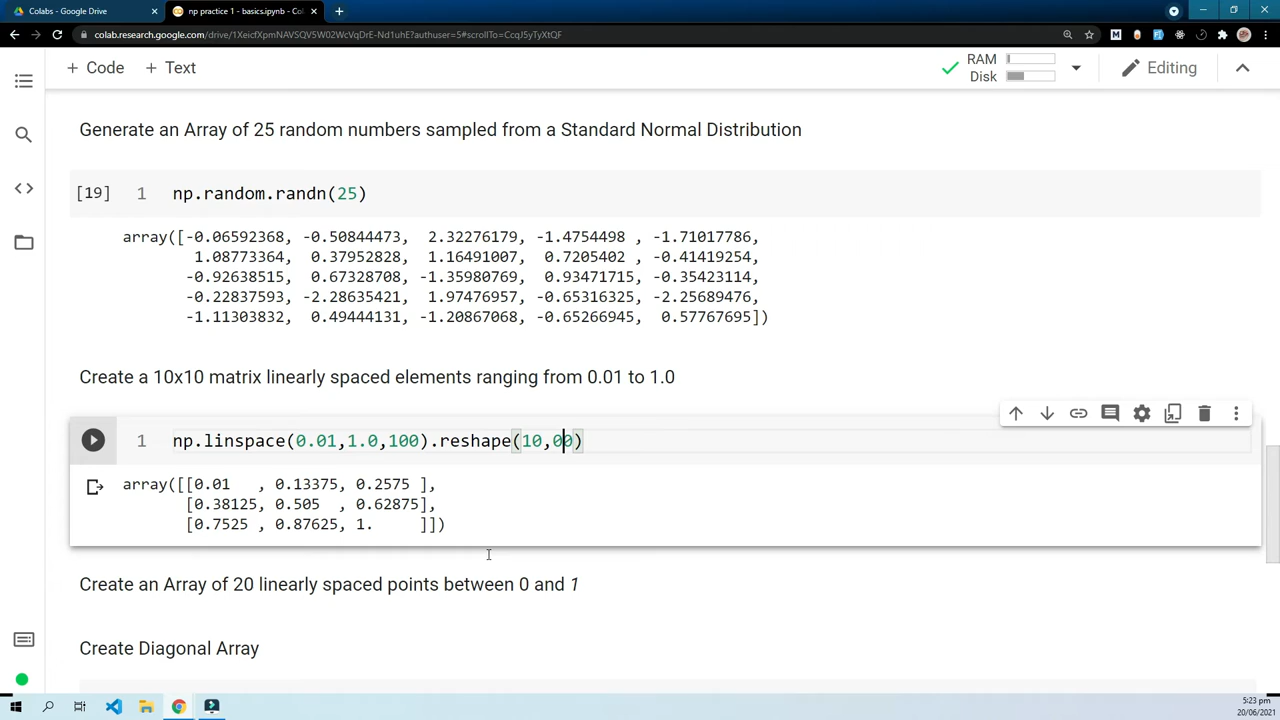 Colabs - Google Drive
np practice 1 - basics.ipynb - Col
colab.research.google.com/drive/1XeicfXpmNAVSQV5W02WcVqDrE-Nd1uhE?authuser=5#scrollTo=CcqJ5yTyXtQF
+ Code + Text
RAM
Disk
Editing
Generate an Array of 25 random numbers sampled from a Standard Normal Distribution
[19] 1 np.random.randn(25)
array([-0.06592368, -0.50844473, 2.32276179, -1.4754498 , -1.71017786,
1.08773364, 0.37952828, 1.16491007, 0.7205402 , -0.41419254,
-0.92638515, 0.67328708, -1.35980769, 0.93471715, -0.35423114,
-0.22837593, -2.28635421, 1.97476957, -0.65316325, -2.25689476,
-1.11303832, 0.49444131, -1.20867068, -0.65266945, 0.57767695])
Create a 10x10 matrix linearly spaced elements ranging from 0.01 to 1.0
1 np.linspace(0.01,1.0,100).reshape(10,00)
array([[0.01 , 0.13375, 0.2575 ],
[0.38125, 0.505 , 0.62875],
[0.7525 , 0.87625, 1. ]])
Create an Array of 20 linearly spaced points between 0 and 1
Create Diagonal Array
5:23 pm
20/06/2021